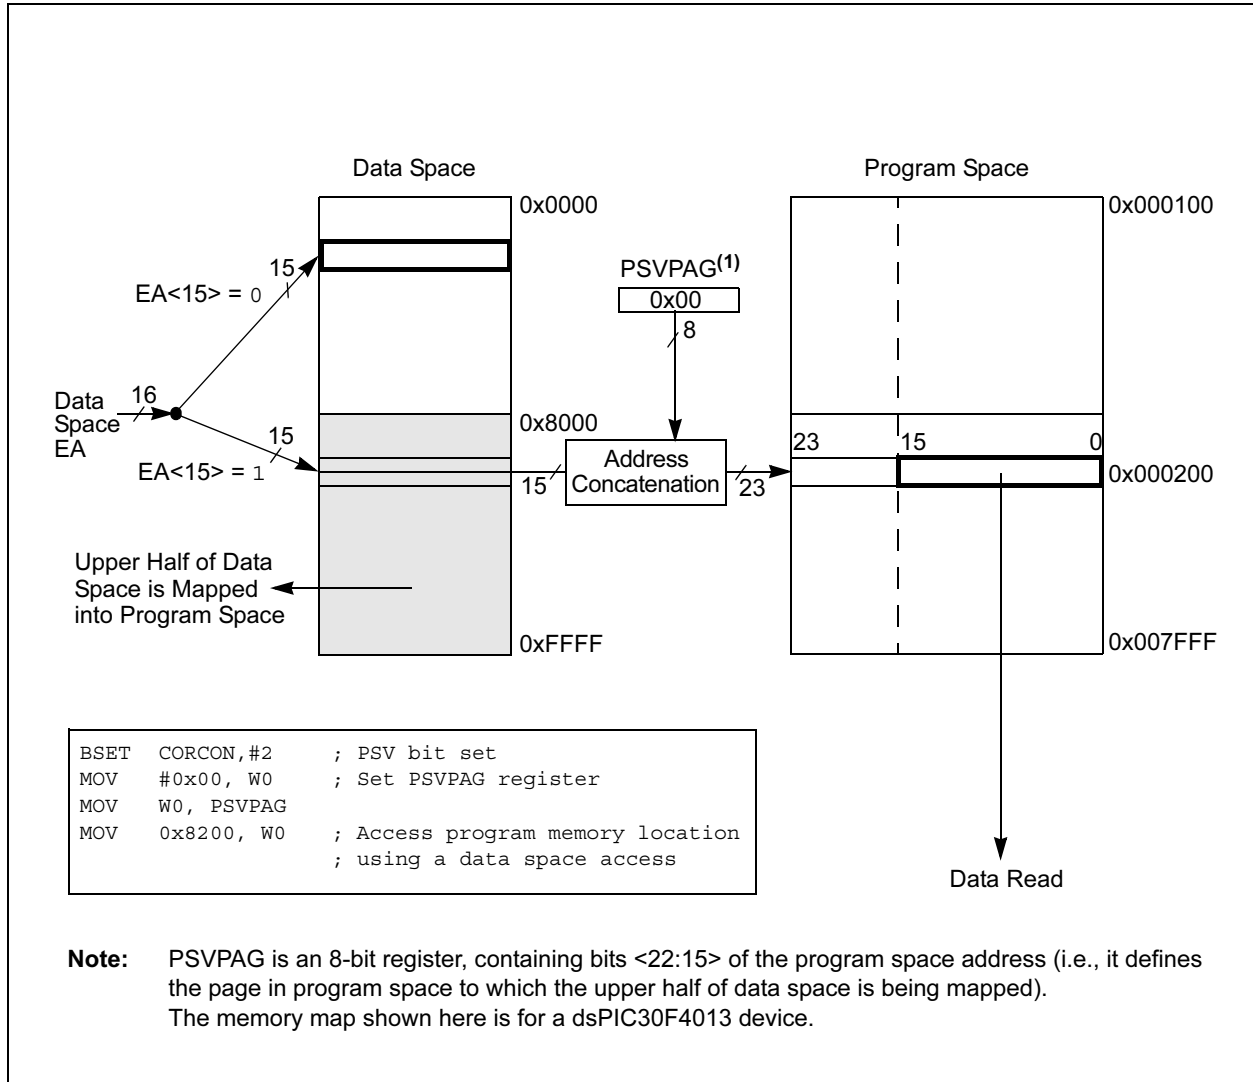 Data Space
Program Space
0x0000
0x000100
15
EA<15> = 0
PSVPAG(1)
0x00
8
16
Data
Space
EA
15
EA<15> = 1
0x8000
23 15 0
Address
Concatenation
15
23
0x000200
Upper Half of Data
Space is Mapped
into Program Space
0xFFFF
0x007FFF
BSET CORCON,#2 ; PSV bit set
MOV #0x00, W0 ; Set PSVPAG register
MOV W0, PSVPAG
MOV 0x8200, W0 ; Access program memory location
; using a data space access
Data Read
Note: PSVPAG is an 8-bit register, containing bits <22:15> of the program space address (i.e., it defines
the page in program space to which the upper half of data space is being mapped).
The memory map shown here is for a dsPIC30F4013 device.